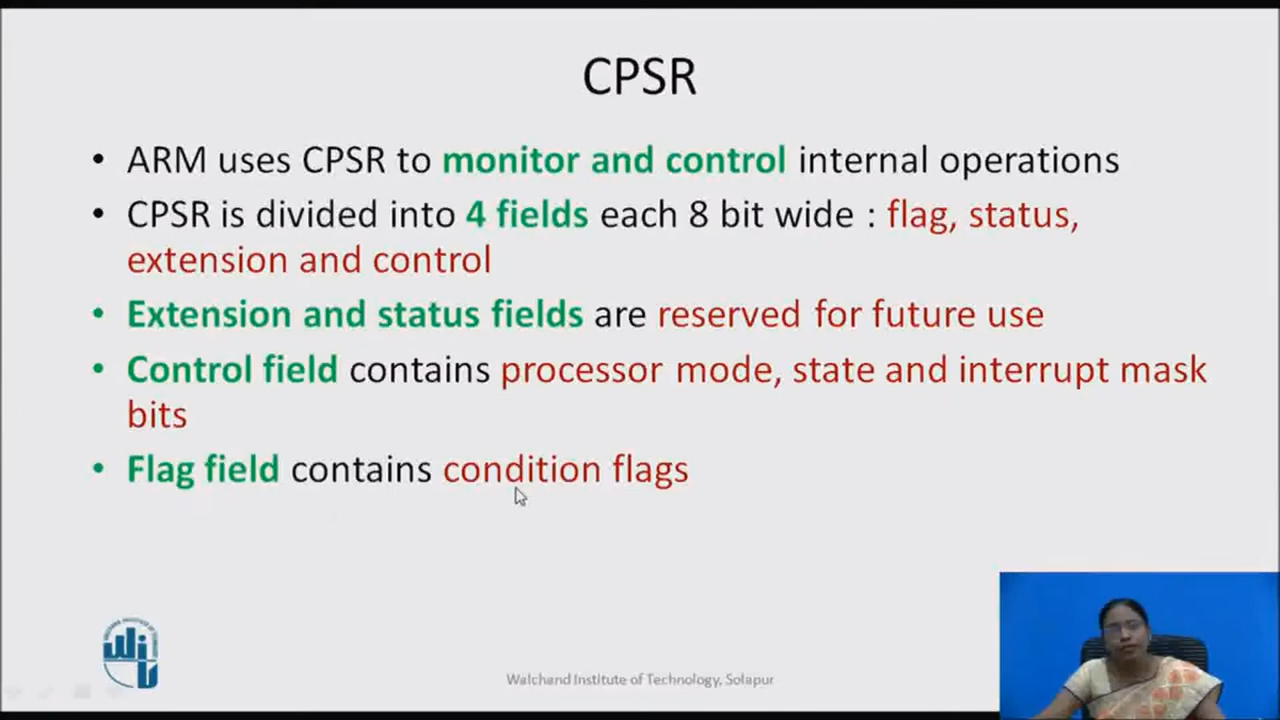 CPSR
• ARM uses CPSR to monitor and control internal operations
• CPSR is divided into 4 fields each 8 bit wide : flag, status,
extension and control
• Extension and status fields are reserved for future use
• Control field contains processor mode, state and interrupt mask
bits
• Flag field contains condition flags
Walchand Institute of Technology, Solapur